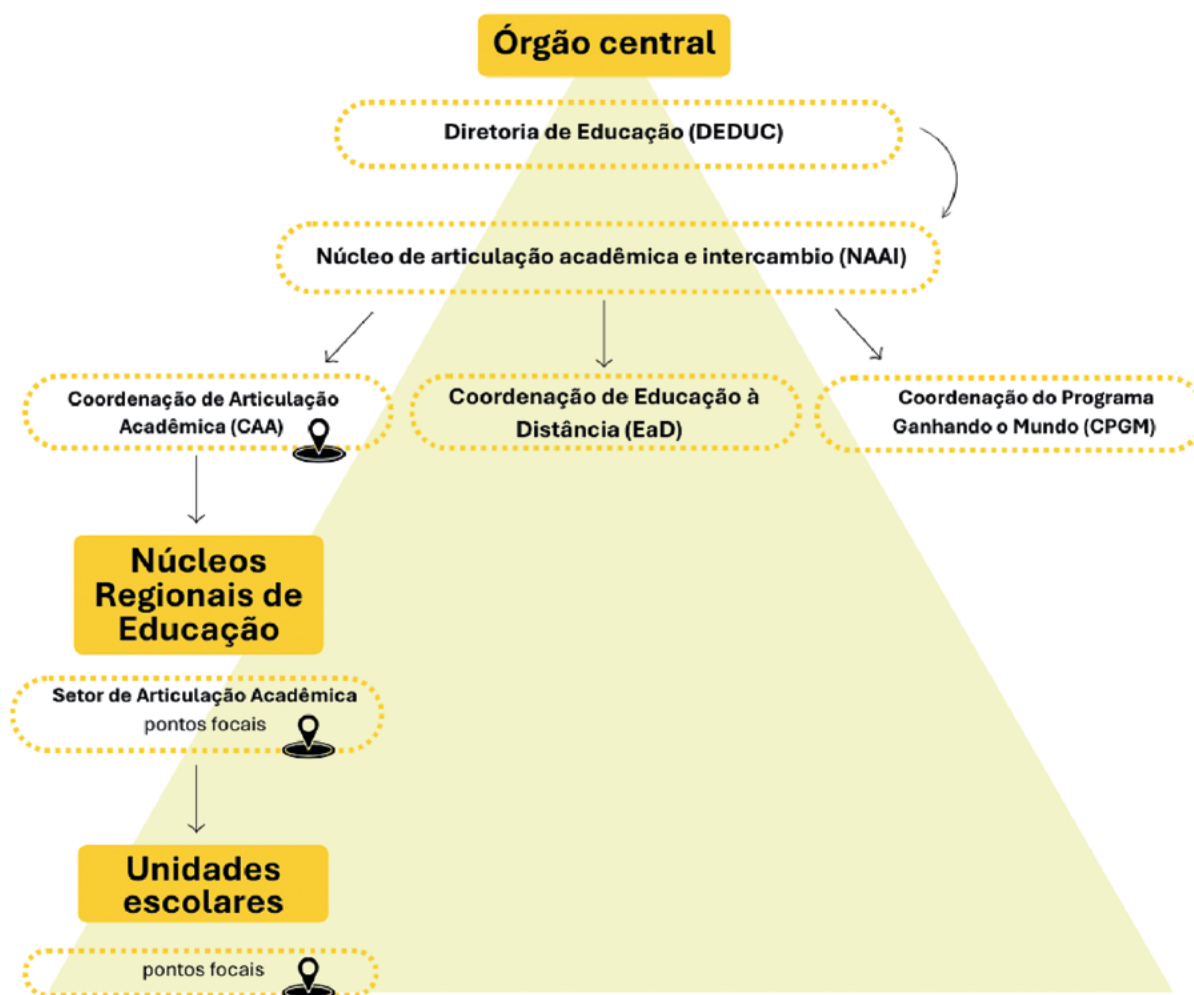 Órgão central
Diretoria de Educação (DEDUC)
Núcleo de articulação acadêmica e intercambio (NAAI)
Coordenação de Articulação
Acadêmica (CAA)
Coordenação de Educação à
Distância (EaD)
Coordenação do Programa
Ganhando o Mundo (CPGM)
Núcleos
Regionais de
Educação
Setor de Articulação Acadêmica
pontos focais
Unidades
escolares
pontos focais